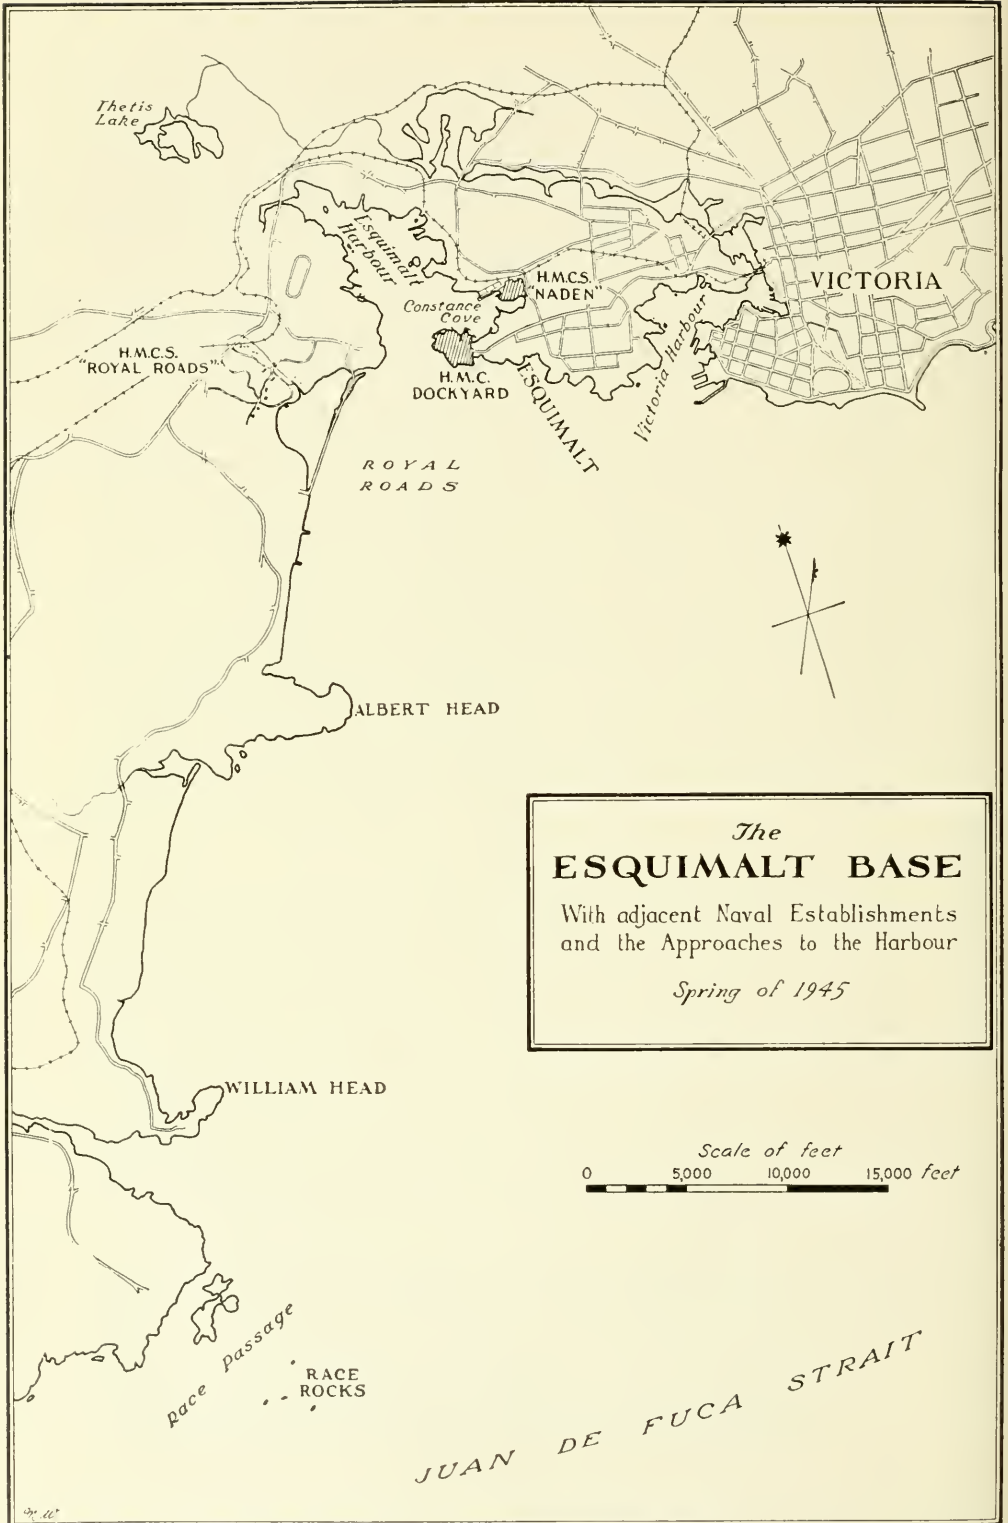 Thetis
Lake
Esquimalt
Harbour
H.M.C.S.
"NADEN"
VICTORIA
Constance
Cove
Victoria Harbour
H.M.C.S.
"ROYAL ROADS"
H.M.C.
DOCKYARD
ESQUIMALT
ROYAL
ROADS
ALBERT HEAD
The
ESQUIMALT BASE
With adjacent Naval Establishments
and the Approaches to the Harbour
Spring of 1945
WILLIAM HEAD
Scale of feet
0 5,000 10,000 15,000 feet
Race Passage
RACE
ROCKS
JUAN DE FUCA STRAIT